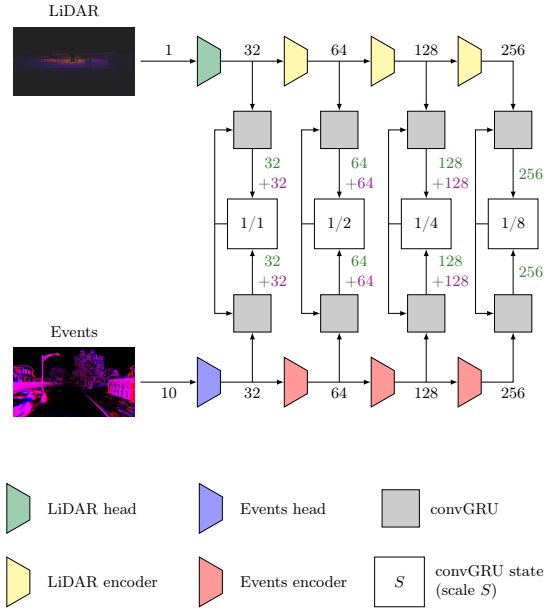 LiDAR
1 32 64 128 256
32 64 128 256
+32 +64 +128
1/1 1/2 1/4 1/8
32 64 128 256
+32 +64 +128
Events
10 32 64 128 256
LiDAR head Events head convGRU
LiDAR encoder Events encoder S convGRU state
(scale S)